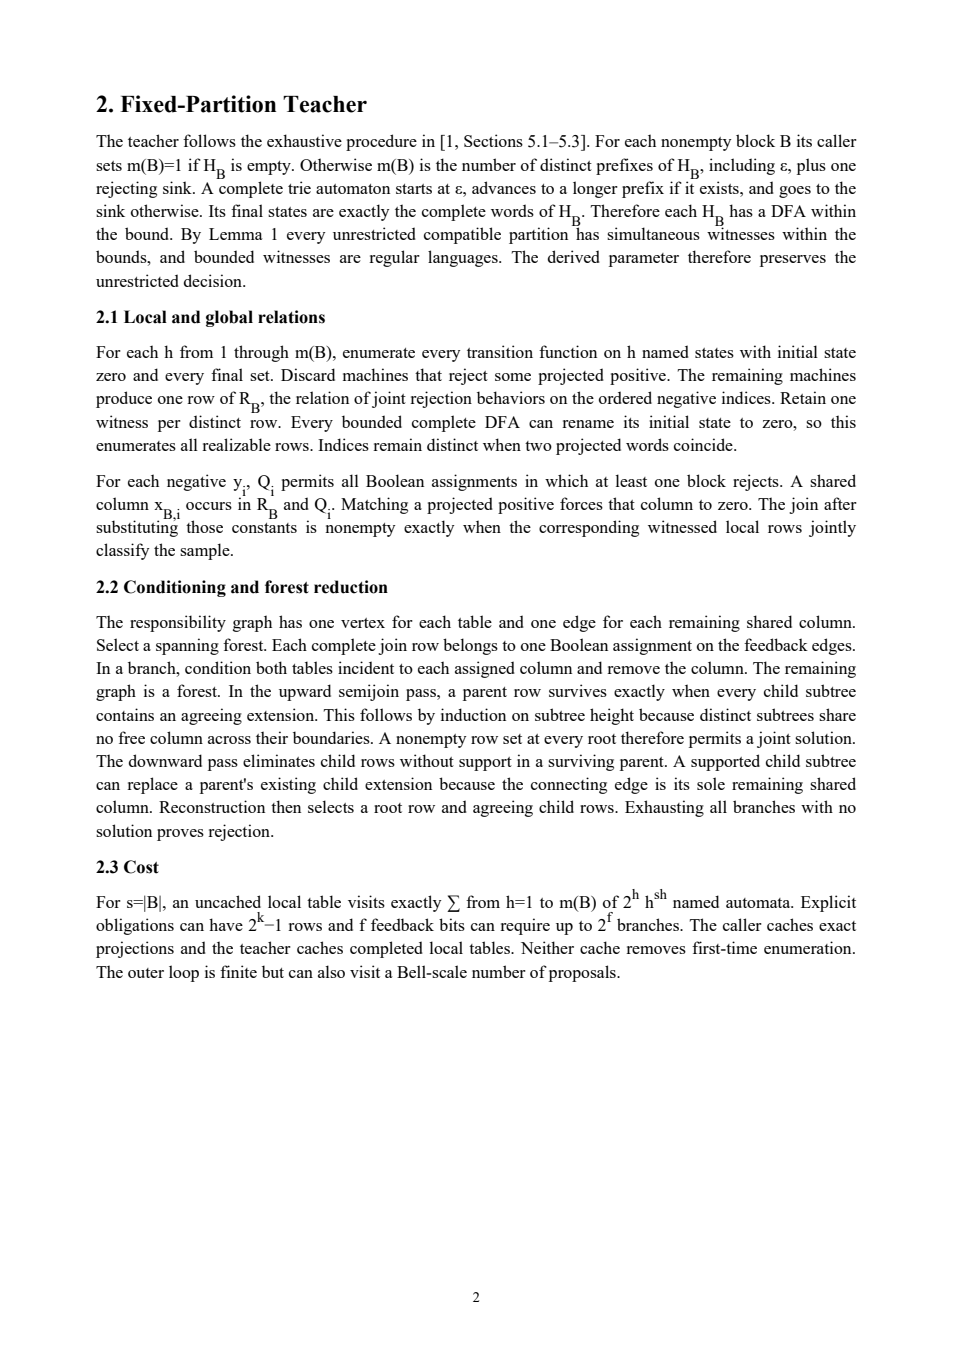 2. Fixed-Partition Teacher
The teacher follows the exhaustive procedure in [1, Sections 5.1–5.3]. For each nonempty block B its caller
sets m(B)=1 if H_B is empty. Otherwise m(B) is the number of distinct prefixes of H_B, including ε, plus one
rejecting sink. A complete trie automaton starts at ε, advances to a longer prefix if it exists, and goes to the
sink otherwise. Its final states are exactly the complete words of H_B. Therefore each H_B has a DFA within
the bound. By Lemma 1 every unrestricted compatible partition has simultaneous witnesses within the
bounds, and bounded witnesses are regular languages. The derived parameter therefore preserves the
unrestricted decision.
2.1 Local and global relations
For each h from 1 through m(B), enumerate every transition function on h named states with initial state
zero and every final set. Discard machines that reject some projected positive. The remaining machines
produce one row of R_B, the relation of joint rejection behaviors on the ordered negative indices. Retain one
witness per distinct row. Every bounded complete DFA can rename its initial state to zero, so this
enumerates all realizable rows. Indices remain distinct when two projected words coincide.
For each negative y_i, Q_i permits all Boolean assignments in which at least one block rejects. A shared
column x_B,i occurs in R_B and Q_i. Matching a projected positive forces that column to zero. The join after
substituting those constants is nonempty exactly when the corresponding witnessed local rows jointly
classify the sample.
2.2 Conditioning and forest reduction
The responsibility graph has one vertex for each table and one edge for each remaining shared column.
Select a spanning forest. Each complete join row belongs to one Boolean assignment on the feedback edges.
In a branch, condition both tables incident to each assigned column and remove the column. The remaining
graph is a forest. In the upward semijoin pass, a parent row survives exactly when every child subtree
contains an agreeing extension. This follows by induction on subtree height because distinct subtrees share
no free column across their boundaries. A nonempty row set at every root therefore permits a joint solution.
The downward pass eliminates child rows without support in a surviving parent. A supported child subtree
can replace a parent's existing child extension because the connecting edge is its sole remaining shared
column. Reconstruction then selects a root row and agreeing child rows. Exhausting all branches with no
solution proves rejection.
2.3 Cost
For s=|B|, an uncached local table visits exactly ∑ from h=1 to m(B) of 2^h h^sh named automata. Explicit
obligations can have 2^k−1 rows and f feedback bits can require up to 2^f branches. The caller caches exact
projections and the teacher caches completed local tables. Neither cache removes first-time enumeration.
The outer loop is finite but can also visit a Bell-scale number of proposals.
2